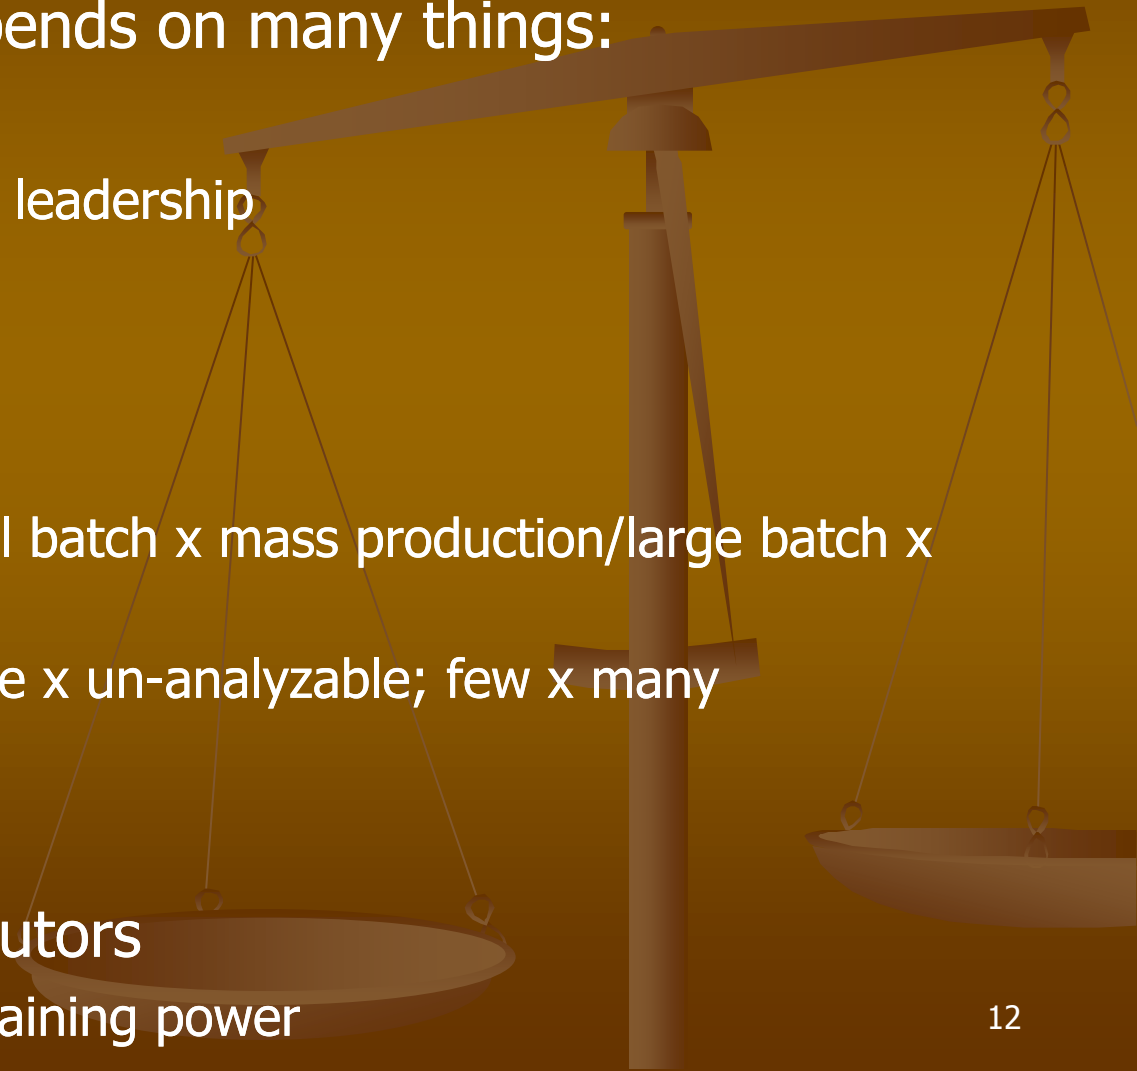 pends on many things:
leadership
l batch x mass production/large batch x
e x un-analyzable; few x many
utors
aining power
12